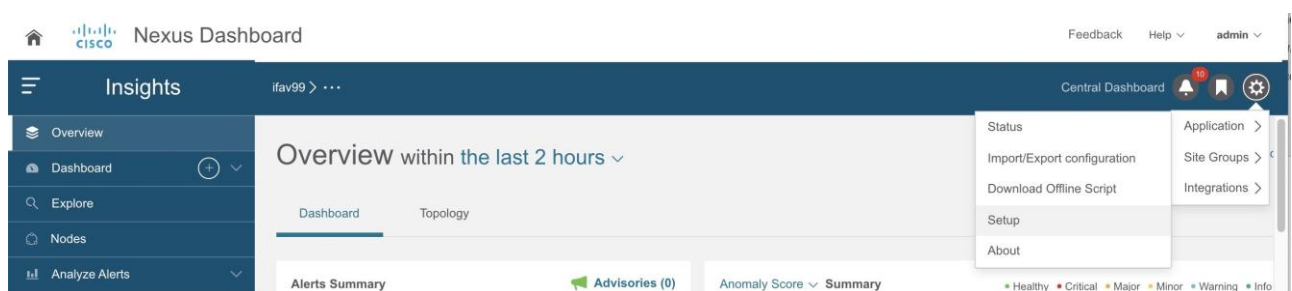 CISCO Nexus Dashboard Feedback Help admin
Insights ifav99 > ··· Central Dashboard 10
Overview
Dashboard
Explore
Nodes
Analyze Alerts
Overview within the last 2 hours
Dashboard Topology
Alerts Summary Advisories (0)
Anomaly Score Summary
Healthy Critical Major Minor Warning Info
Status
Import/Export configuration
Download Offline Script
Setup
About
Application >
Site Groups >
Integrations >